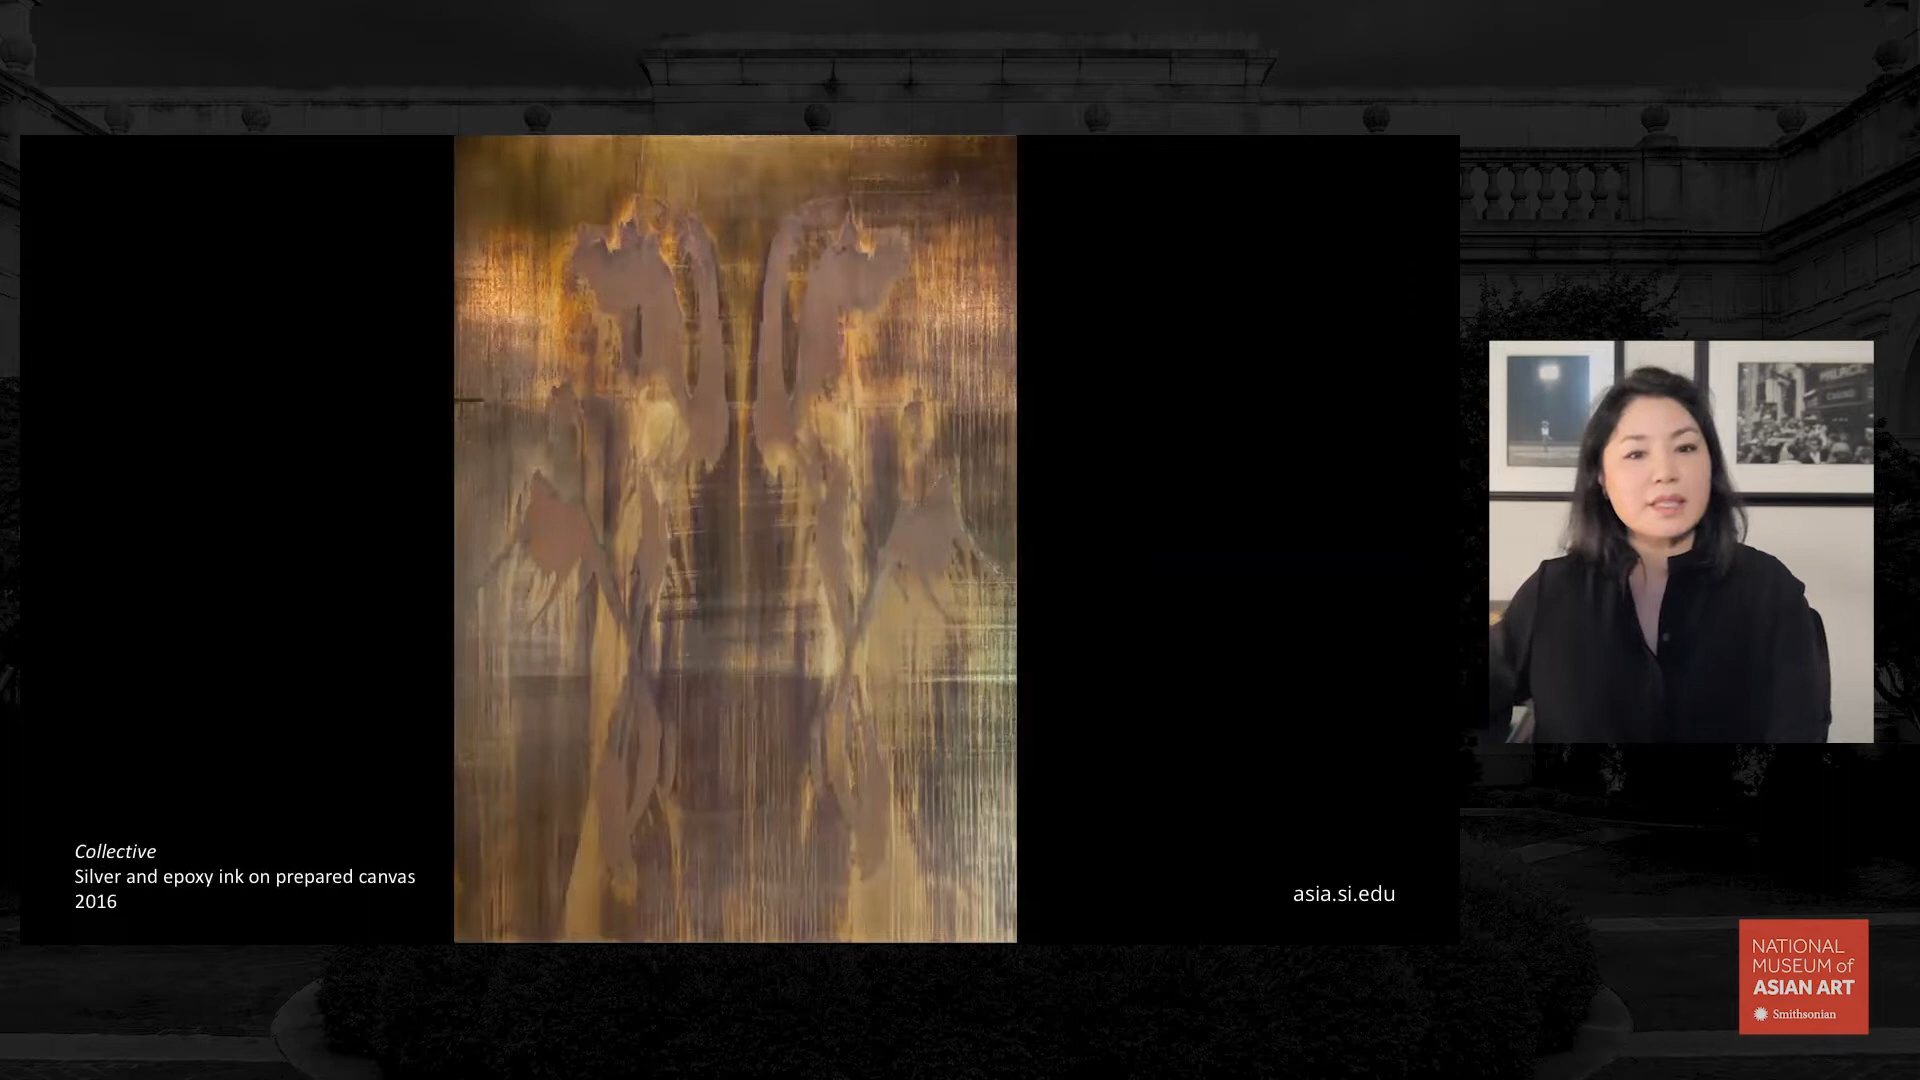 Collective
Silver and epoxy ink on prepared canvas
2016
asia.si.edu
NATIONAL
MUSEUM of
ASIAN ART
Smithsonian